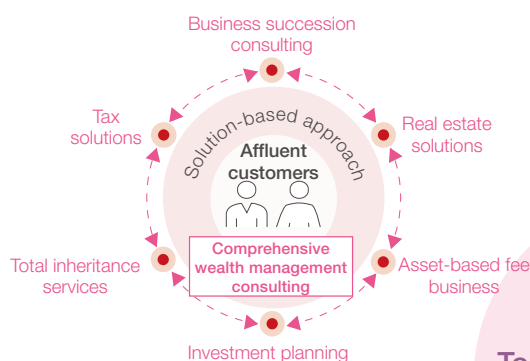 Business succession
consulting
Tax
solutions
Solution-based approach
Real estate
solutions
Affluent
customers
Comprehensive
wealth management
consulting
Total inheritance
services
Asset-based fee
business
Investment planning